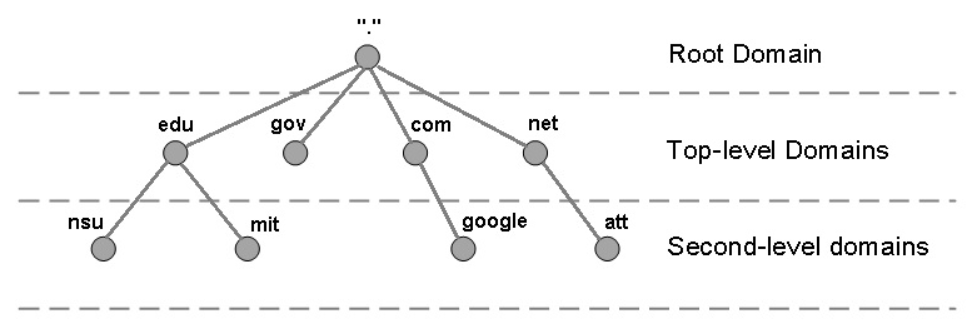 "."
Root Domain
edu gov com net
Top-level Domains
nsu mit google att
Second-level domains